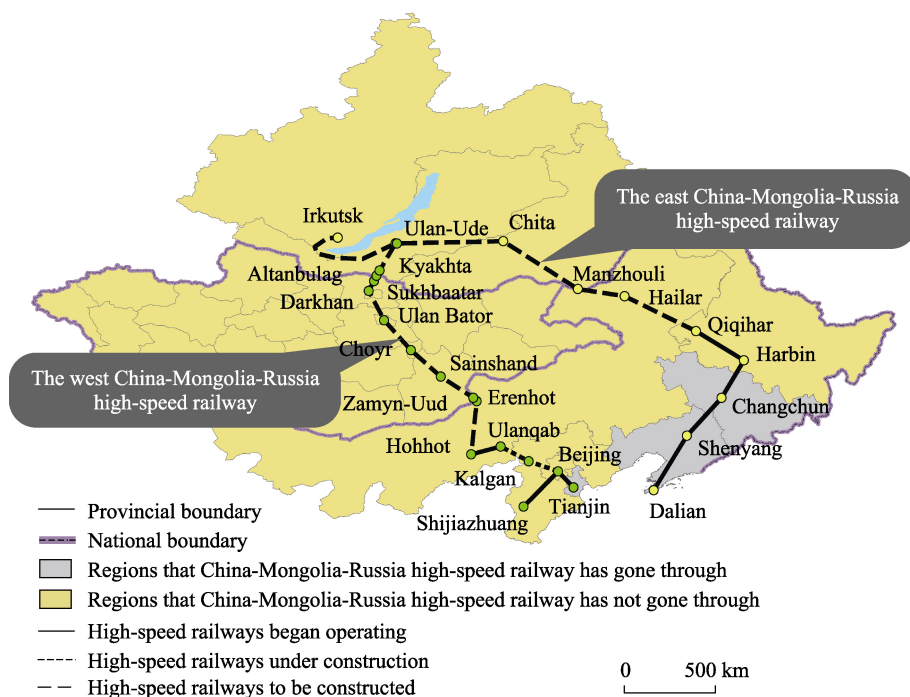 The east China-Mongolia-Russia
high-speed railway
Irkutsk
Ulan-Ude
Chita
Altanbulag
Kyakhta
Manzhouli
Darkhan
Sukhbaatar
Hailar
Ulan Bator
Qiqihar
Choyr
Harbin
The west China-Mongolia-Russia
high-speed railway
Sainshand
Zamyn-Uud
Erenhot
Changchun
Hohhot
Ulanqab
Shenyang
Kalgan
Beijing
Tianjin
Dalian
Shijiazhuang
Provincial boundary
National boundary
Regions that China-Mongolia-Russia high-speed railway has gone through
Regions that China-Mongolia-Russia high-speed railway has not gone through
High-speed railways began operating
High-speed railways under construction
High-speed railways to be constructed
0 500 km